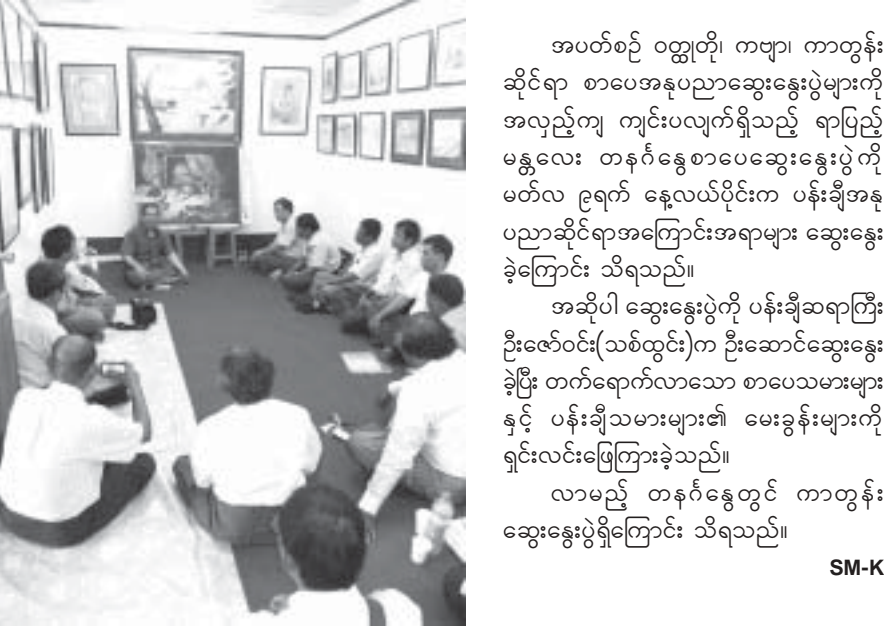 အပတ်စဉ် ဝတ္ထုတို၊ ကဗျာ၊ ကာတွန်း
ဆိုင်ရာ စာပေအနုပညာဆွေးနွေးပွဲများကို
အလှည့်ကျ ကျင်းပလျက်ရှိသည့် ရာပြည့်
မန္တလေး တနင်္ဂနွေစာပေဆွေးနွေးပွဲကို
မတ်လ ၉ရက် နေ့လယ်ပိုင်းက ပန်းချီအနု
ပညာဆိုင်ရာအကြောင်းအရာများ ဆွေးနွေး
ခဲ့ကြောင်း သိရသည်။
အဆိုပါ ဆွေးနွေးပွဲကို ပန်းချီဆရာကြီး
ဦးဇော်ဝင်း(သစ်ထွင်း)က ဦးဆောင်ဆွေးနွေး
ခဲ့ပြီး တက်ရောက်လာသော စာပေသမားများ
နှင့် ပန်းချီသမားများ၏ မေးခွန်းများကို
ရှင်းလင်းဖြေကြားခဲ့သည်။
လာမည့် တနင်္ဂနွေတွင် ကာတွန်း
ဆွေးနွေးပွဲရှိကြောင်း သိရသည်။
SM-K